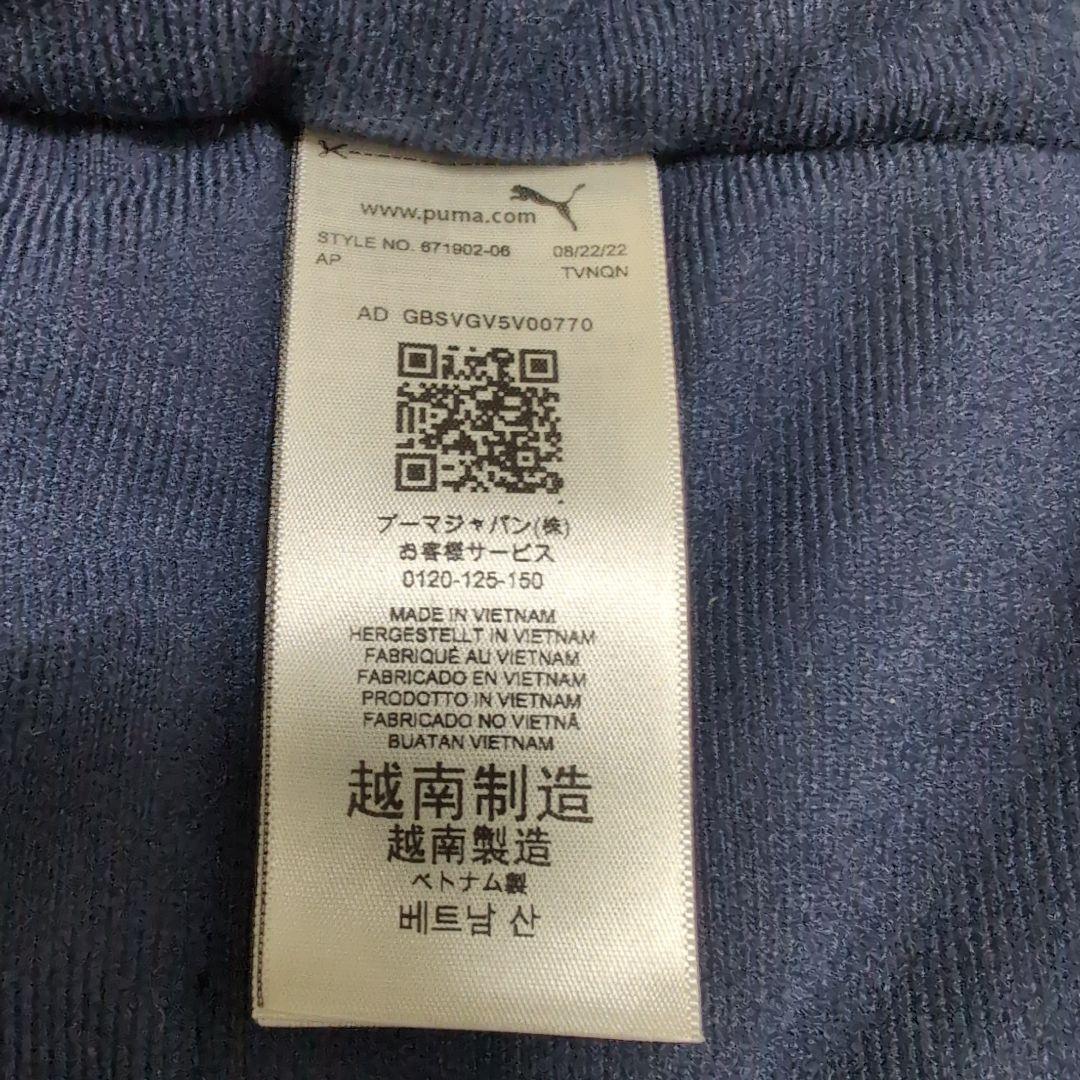 www.puma.com
STYLE NO. 671902-06 08/22/22
AP TVNQN
AD GBSVGV5V00770
プーマジャパン(株)
お客様サービス
0120-125-150
MADE IN VIETNAM
HERGESTELLT IN VIETNAM
FABRIQUÉ AU VIETNAM
FABRICADO EN VIETNAM
PRODOTTO IN VIETNAM
FABRICADO NO VIETNÃ
BUATAN VIETNAM
越南制造
越南製造
ベトナム製
베트남 산